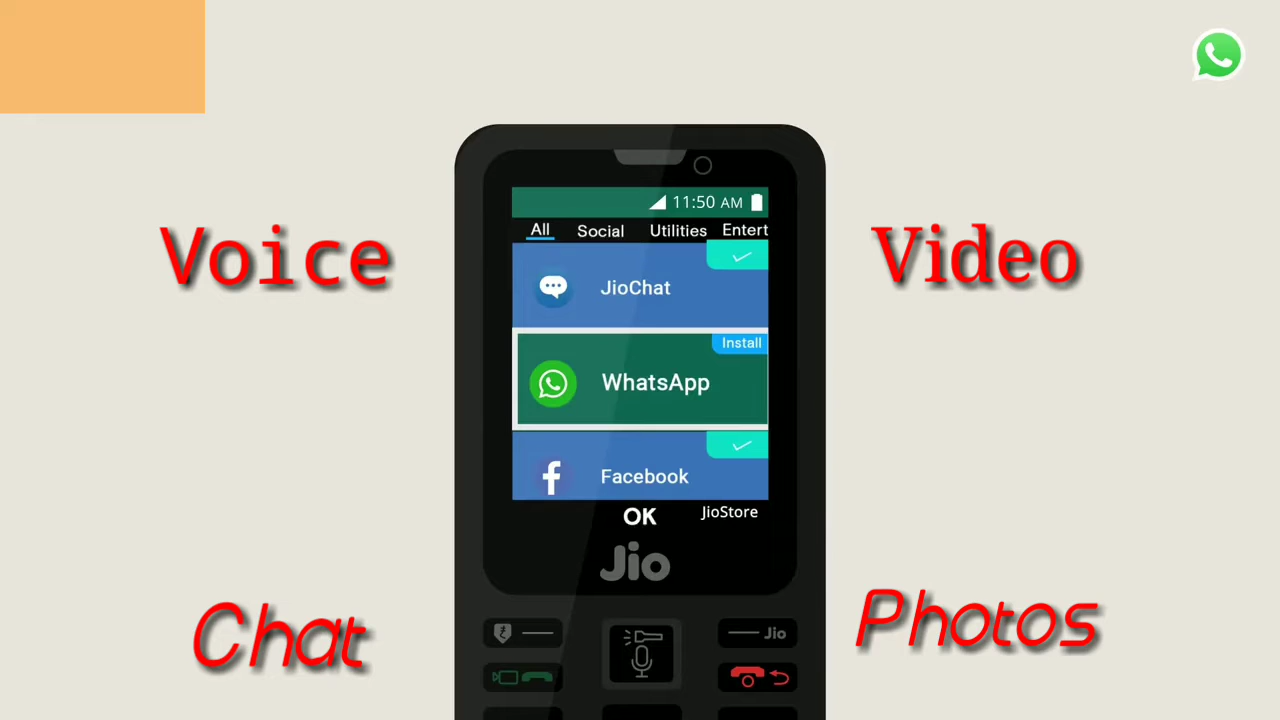 Voice
Video
11:50 AM
All Social Utilities Entert
JioChat
Install
WhatsApp
Facebook
OK JioStore
Jio
Jio
Chat
Photos